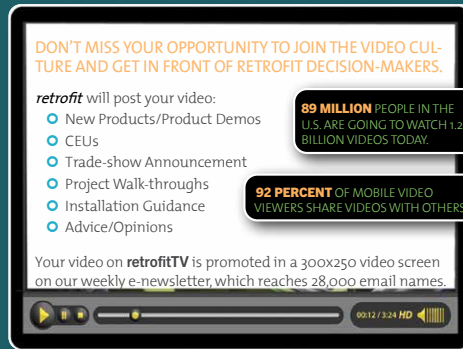 DON'T MISS YOUR OPPORTUNITY TO JOIN THE VIDEO CUL-
TURE AND GET IN FRONT OF RETROFIT DECISION-MAKERS.
retrofit will post your video:
New Products/Product Demos
CEUs
Trade-show Announcement
Project Walk-throughs
Installation Guidance
Advice/Opinions
89 MILLION PEOPLE IN THE
U.S. ARE GOING TO WATCH 1.2
BILLION VIDEOS TODAY.
92 PERCENT OF MOBILE VIDEO
VIEWERS SHARE VIDEOS WITH OTHERS
Your video on retrofitTV is promoted in a 300x250 video screen
on our weekly e-newsletter, which reaches 28,000 email names.
00:12 / 3:24 HD